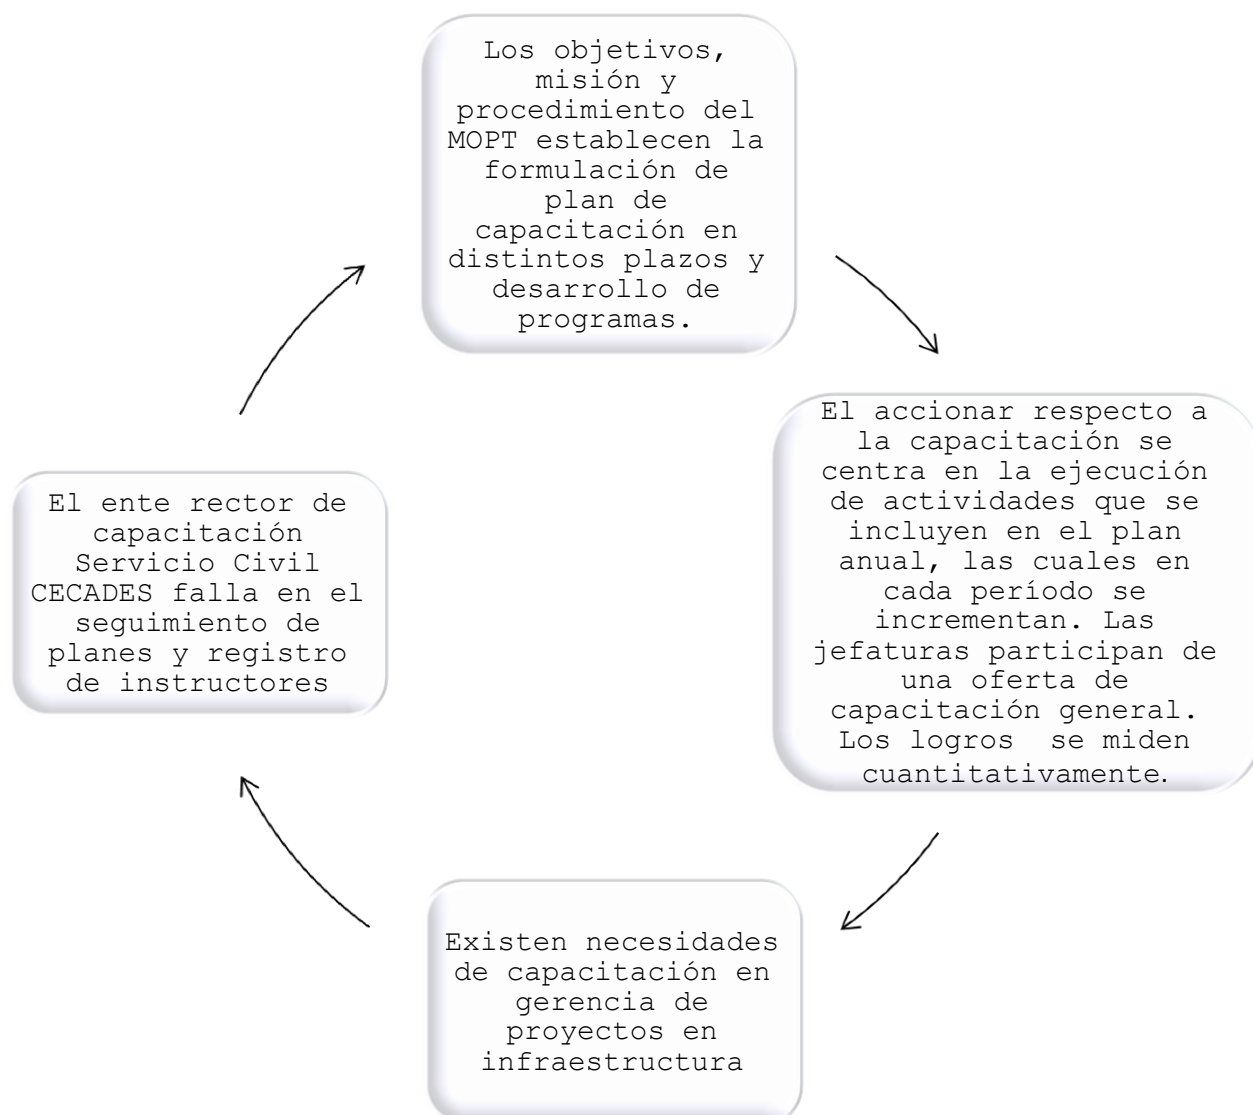 Los objetivos,
misión y
procedimiento del
MOPT establecen la
formulación de
plan de
capacitación en
distintos plazos y
desarrollo de
programas.
El accionar respecto a
la capacitación se
centra en la ejecución
de actividades que se
incluyen en el plan
anual, las cuales en
cada período se
incrementan. Las
jefaturas participan de
una oferta de
capacitación general.
Los logros  se miden
cuantitativamente.
Existen necesidades
de capacitación en
gerencia de
proyectos en
infraestructura
El ente rector de
capacitación
Servicio Civil
CECADES falla en el
seguimiento de
planes y registro
de instructores